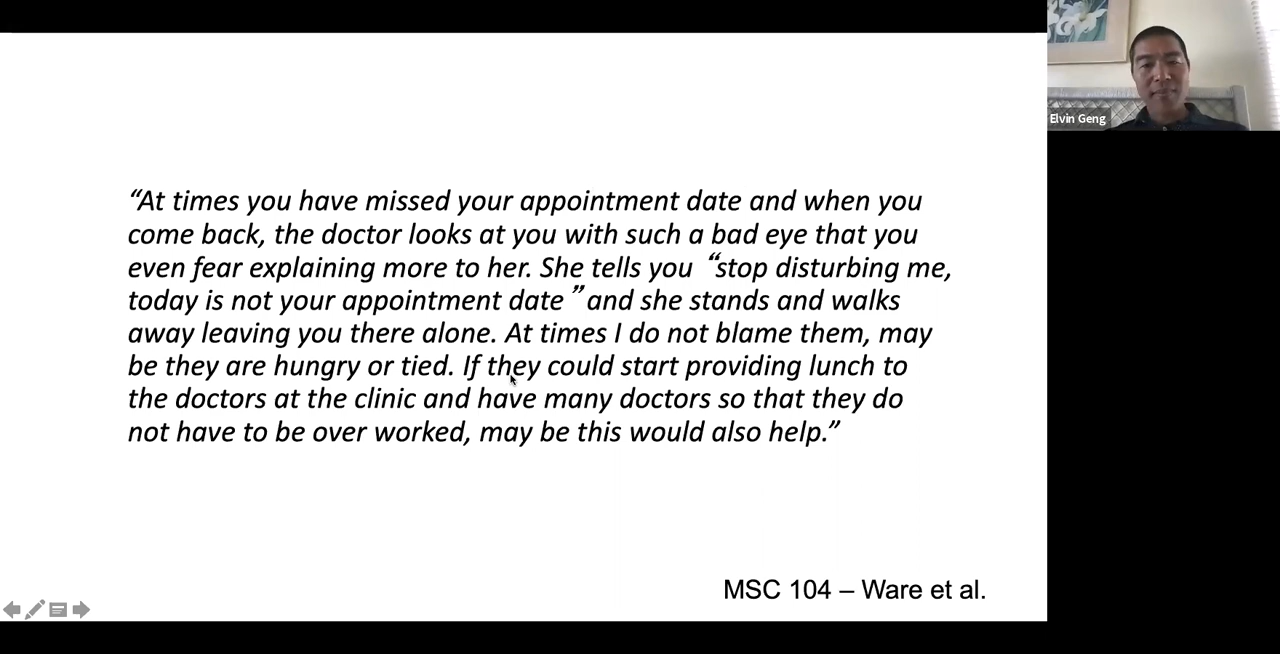 Elvin Geng
“At times you have missed your appointment date and when you
come back, the doctor looks at you with such a bad eye that you
even fear explaining more to her. She tells you “stop disturbing me,
today is not your appointment date ” and she stands and walks
away leaving you there alone. At times I do not blame them, may
be they are hungry or tied. If they could start providing lunch to
the doctors at the clinic and have many doctors so that they do
not have to be over worked, may be this would also help.”
MSC 104 – Ware et al.